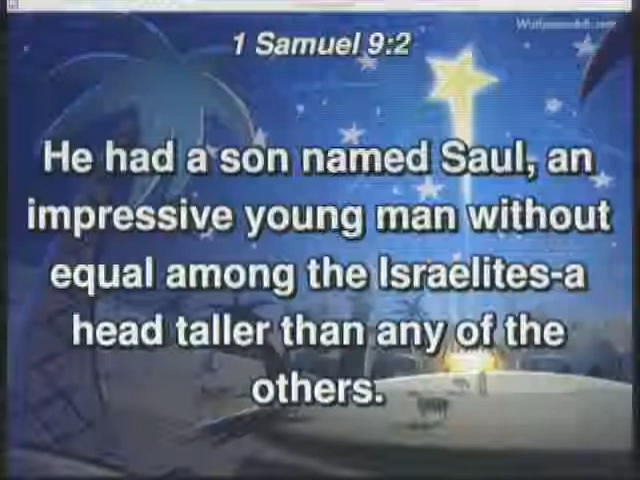 1 Samuel 9:2
He had a son named Saul, an
impressive young man without
equal among the Israelites-a
head taller than any of the
others.